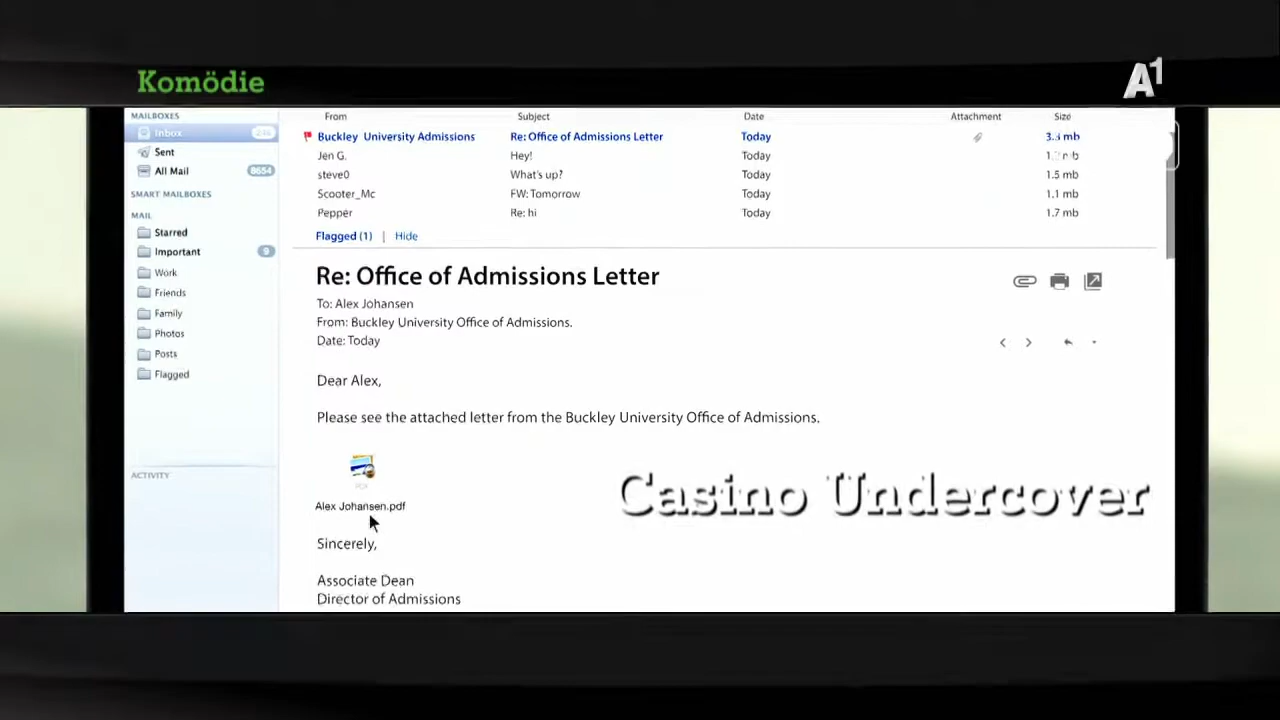 Komödie
A1
MAILBOXES
From Subject Date Attachment Size
Inbox
Buckley University Admissions Re: Office of Admissions Letter Today mb
Sent
Jen G. Hey! Today
All Mail 8654
steve0 What's up? Today 1.5 mb
SMART MAILBOXES
Scooter_Mc FW: Tomorrow Today 1.1 mb
MAIL
Pepper Re: hi Today 1.7 mb
Starred
Flagged (1) | Hide
Important 9
Work
Friends
Family
Photos
Posts
Flagged
ACTIVITY
Re: Office of Admissions Letter
To: Alex Johansen
From: Buckley University Office of Admissions.
Date: Today
Dear Alex,
Please see the attached letter from the Buckley University Office of Admissions.
Alex Johansen.pdf
Casino Undercover
Sincerely,
Associate Dean
Director of Admissions